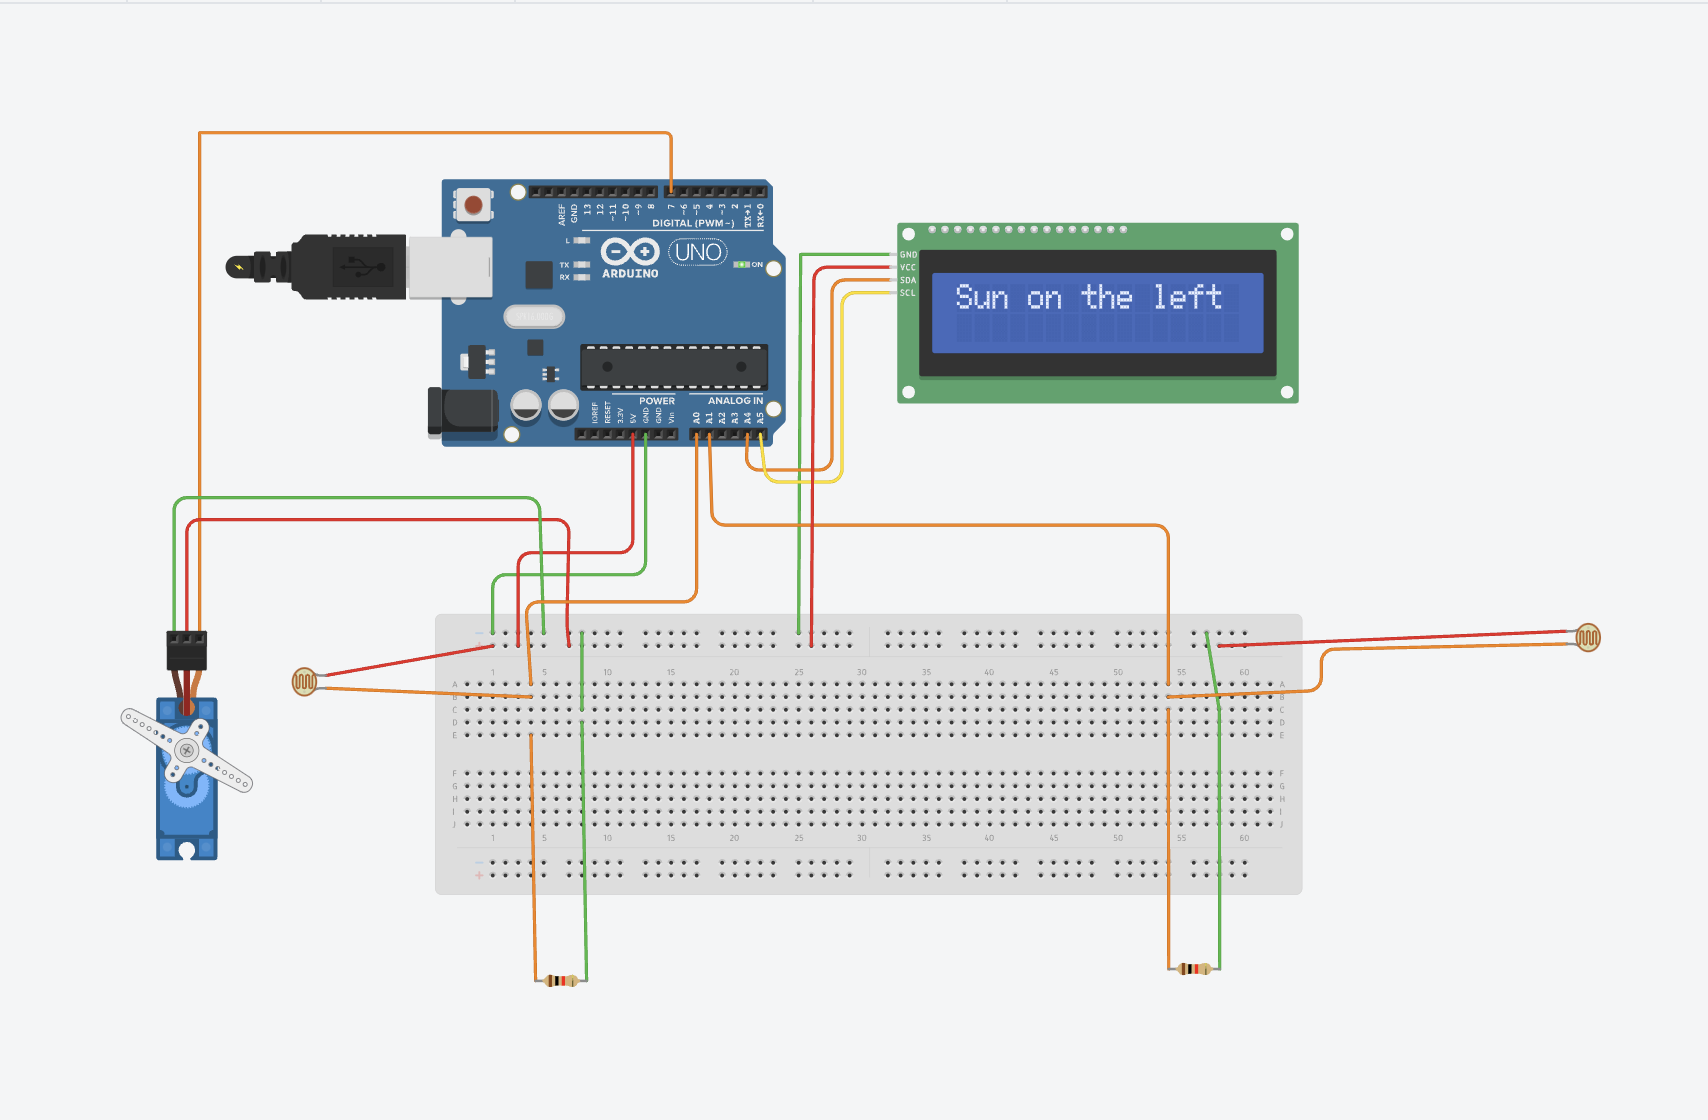 AREF
GND
13
12
~11
~10
~9
8
7
~6
~5
4
~3
2
TX→1
RX←0
DIGITAL (PWM~)
L
TX
RX
ARDUINO
UNO
ON
POWER
ANALOG IN
IOREF
RESET
3.3V
5V
GND
GND
Vin
A0
A1
A2
A3
A4
A5
GND
VCC
SDA
SCL
Sun on the left
1 5 10 15 20 25 30 35 40 45 50 55 60
A A
B B
C C
D D
E E
F F
G G
H H
I I
J J
1 5 10 15 20 25 30 35 40 45 50 55 60